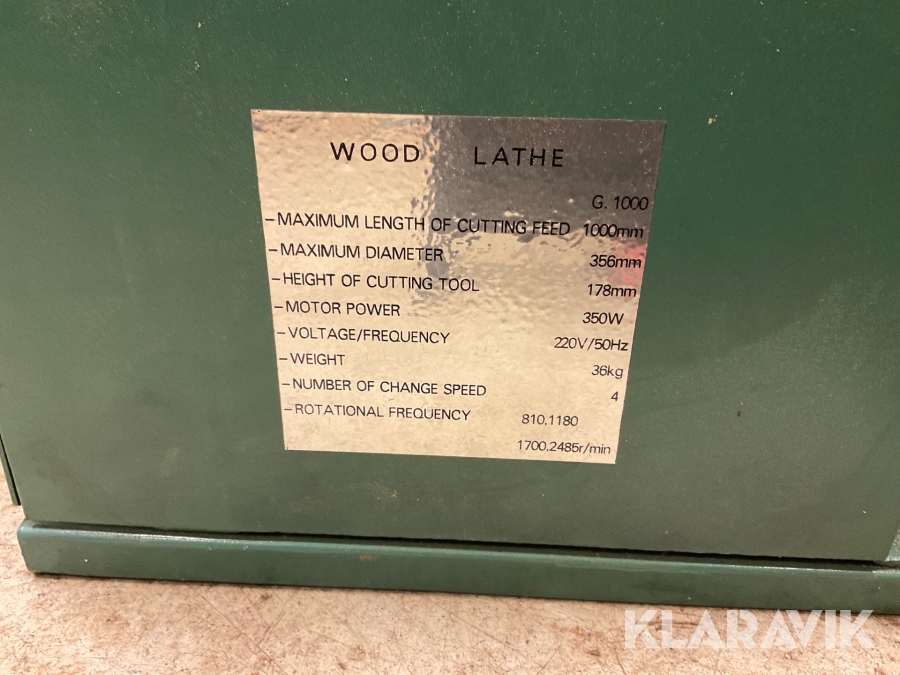 WOOD LATHE
G. 1000
-MAXIMUM LENGTH OF CUTTING FEED 1000mm
-MAXIMUM DIAMETER 356mm
-HEIGHT OF CUTTING TOOL 178mm
-MOTOR POWER 350W
-VOLTAGE/FREQUENCY 220V/50Hz
-WEIGHT 36kg
-NUMBER OF CHANGE SPEED 4
-ROTATIONAL FREQUENCY 810.1180
1700.2485r/min
KLARAVIK